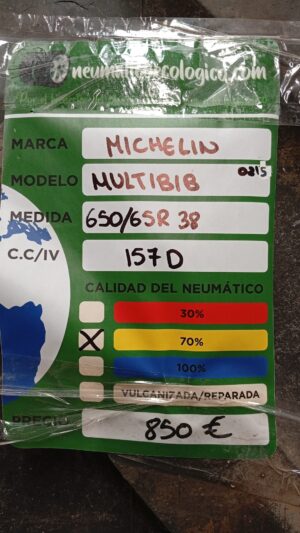 neumaticoecologico.com
MARCA MICHELIN
MODELO MULTIBIB 0215
MEDIDA 650/65R 38
C.C/IV 157D
CALIDAD DEL NEUMÁTICO
30%
70%
100%
VULCANIZADA/REPARADA
PRECIO 850 €